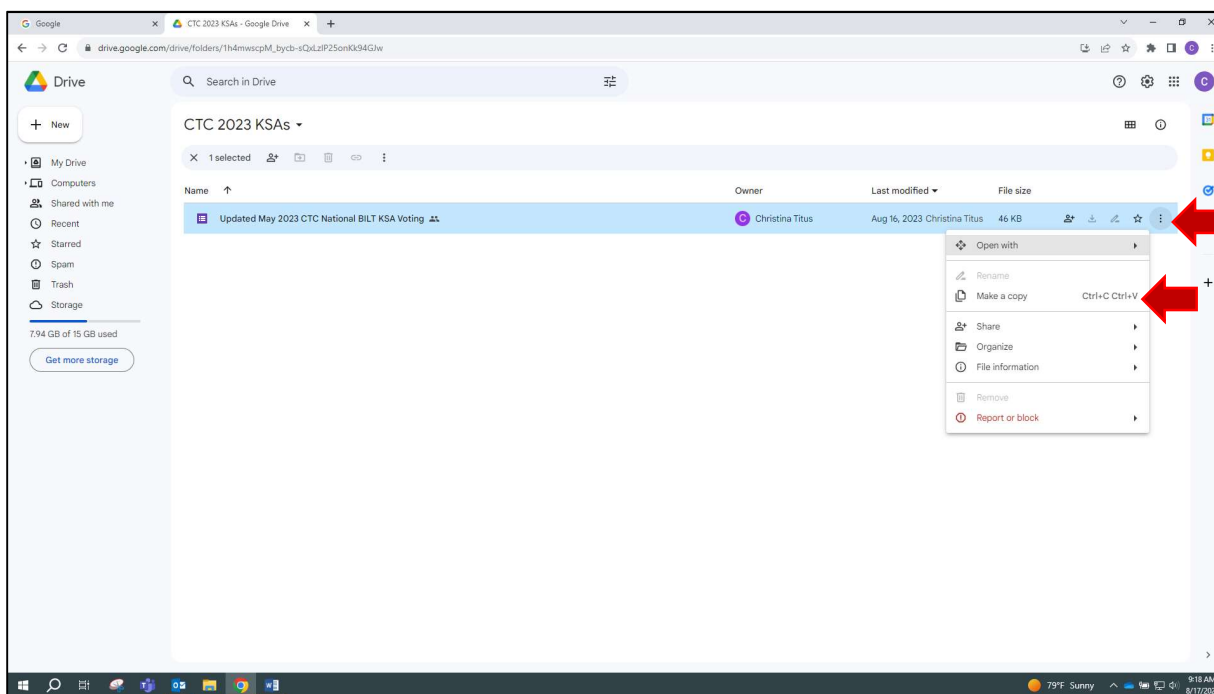 Google
CTC 2023 KSAs - Google Drive
drive.google.com/drive/folders/1h4mwscpM_bycb-sQxLzlP25onKk94GJw
Drive
Search in Drive
C
New
CTC 2023 KSAs
1 selected
My Drive
Computers
Shared with me
Recent
Starred
Spam
Trash
Storage
7.94 GB of 15 GB used
Get more storage
Name Owner Last modified File size
Updated May 2023 CTC National BILT KSA Voting C Christina Titus Aug 16, 2023 Christina Titus 46 KB
Open with
Rename
Make a copy Ctrl+C Ctrl+V
Share
Organize
File information
Remove
Report or block
79°F Sunny
9:18 AM